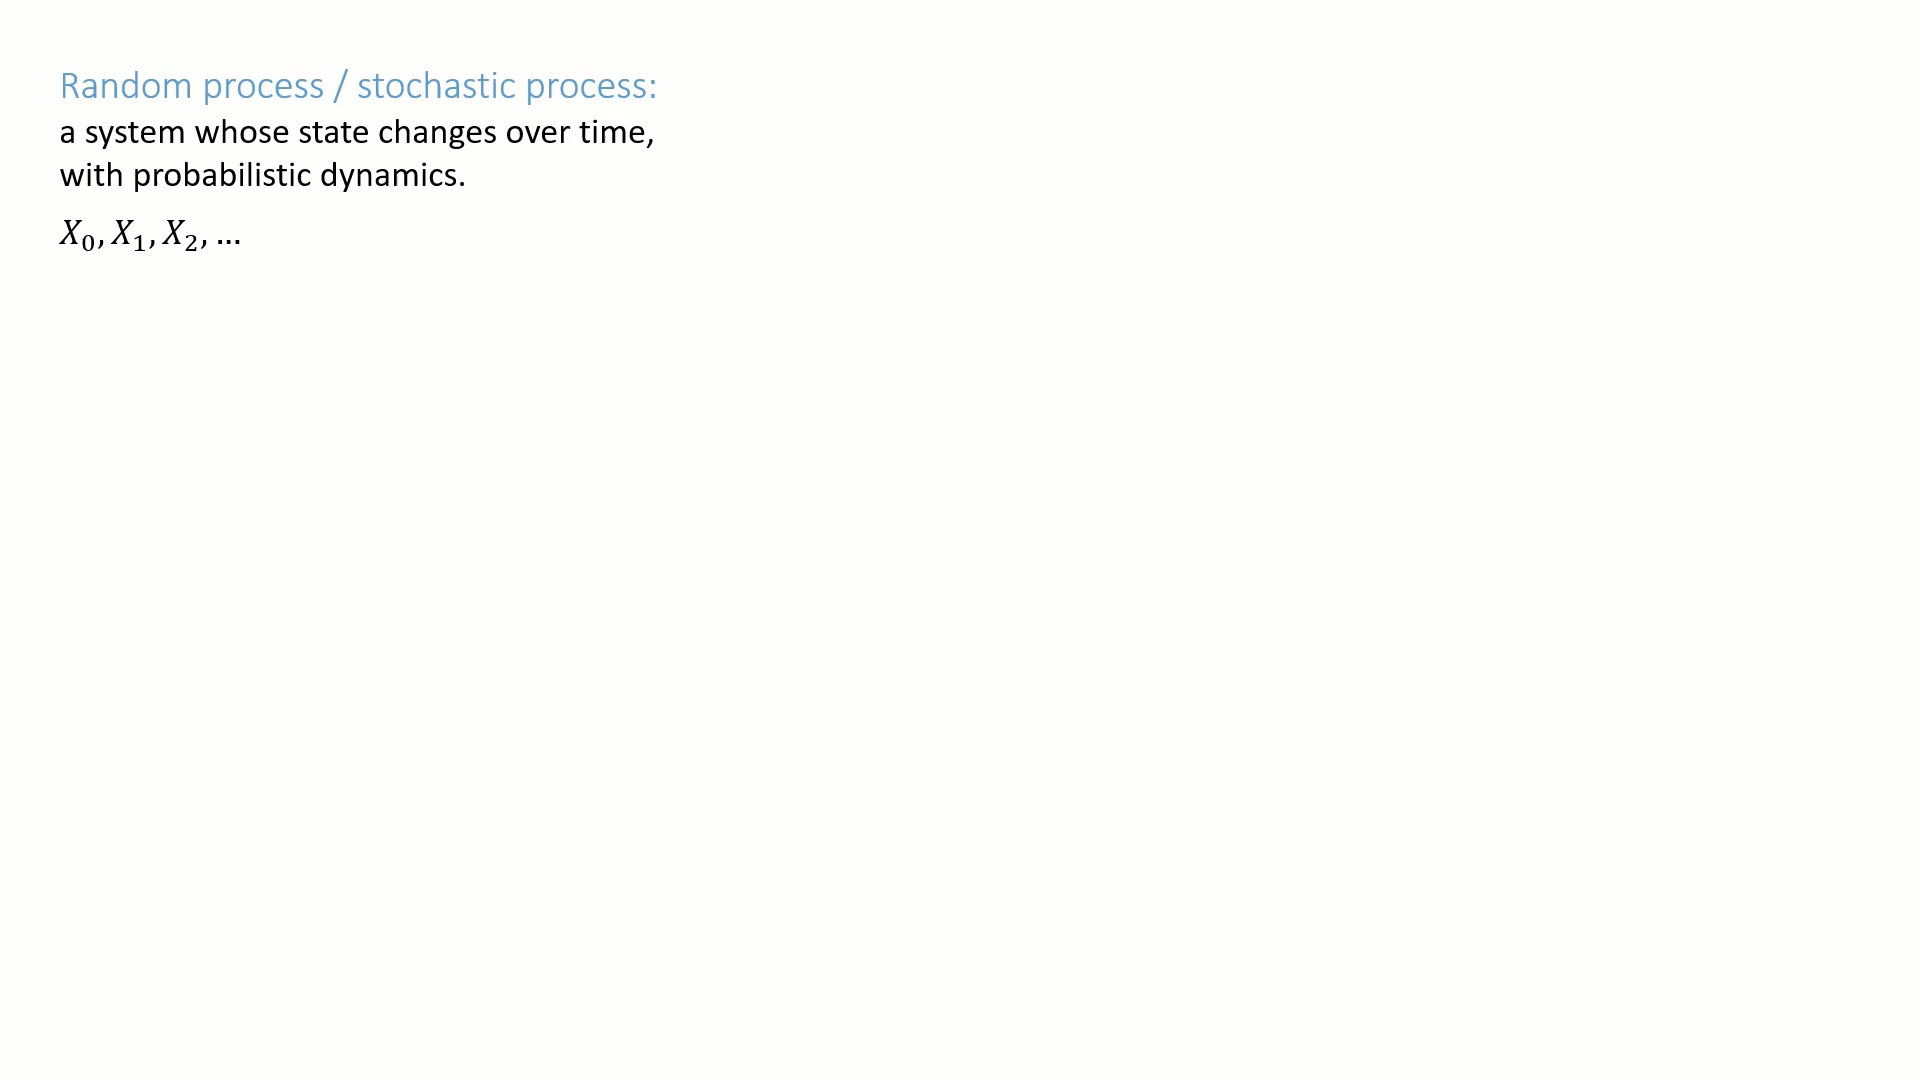 Random process / stochastic process:
a system whose state changes over time,
with probabilistic dynamics.
X₀, X₁, X₂, …